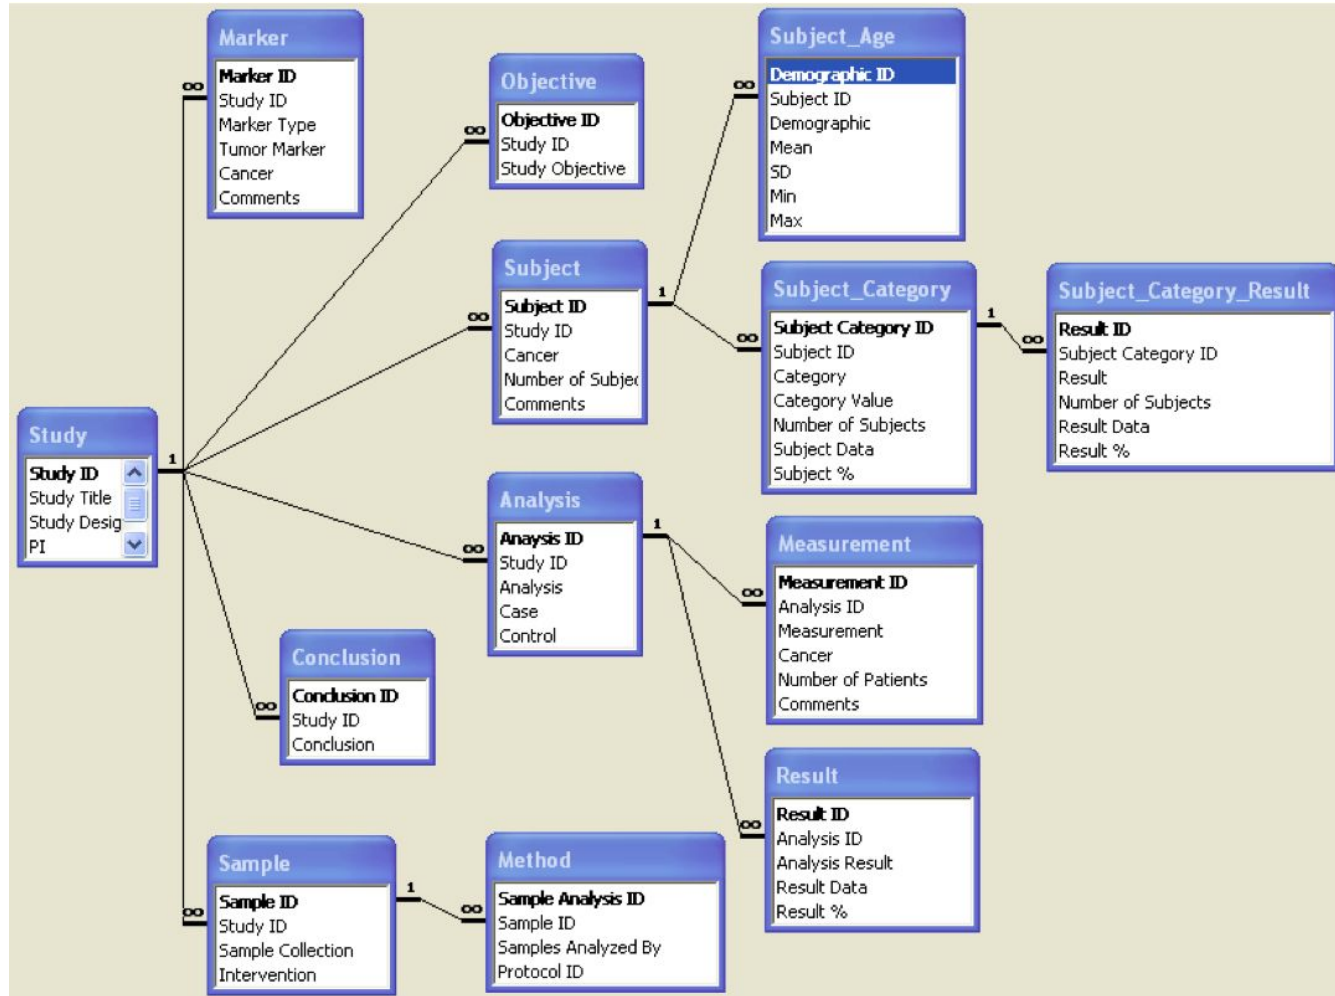 Marker
Marker ID
Study ID
Marker Type
Tumor Marker
Cancer
Comments
Objective
Objective ID
Study ID
Study Objective
Subject_Age
Demographic ID
Subject ID
Demographic
Mean
SD
Min
Max
Subject
Subject ID
Study ID
Cancer
Number of Subjec
Comments
Subject_Category
Subject Category ID
Subject ID
Category
Category Value
Number of Subjects
Subject Data
Subject %
Subject_Category_Result
Result ID
Subject Category ID
Result
Number of Subjects
Result Data
Result %
Study
Study ID
Study Title
Study Desig
PI
Analysis
Anaysis ID
Study ID
Analysis
Case
Control
Measurement
Measurement ID
Analysis ID
Measurement
Cancer
Number of Patients
Comments
Conclusion
Conclusion ID
Study ID
Conclusion
Result
Result ID
Analysis ID
Analysis Result
Result Data
Result %
Sample
Sample ID
Study ID
Sample Collection
Intervention
Method
Sample Analysis ID
Sample ID
Samples Analyzed By
Protocol ID
1
∞
∞
∞
∞
∞
∞
1
∞
∞
1
∞
1
∞
∞
1
∞